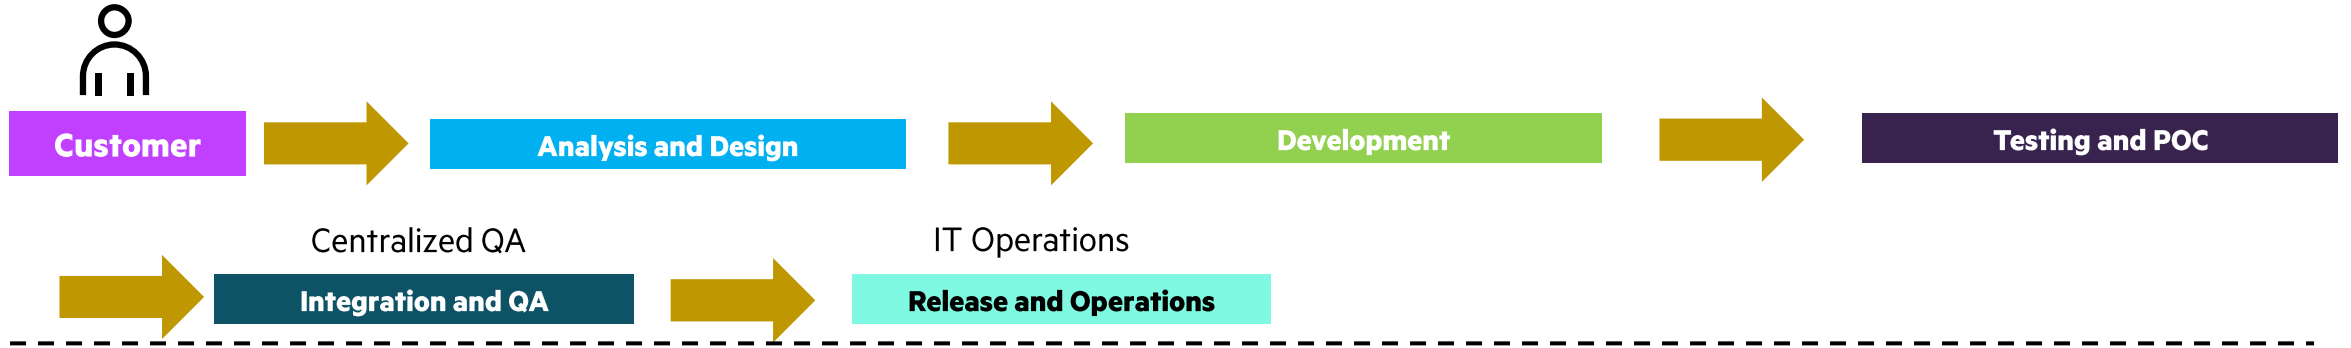 Customer
Analysis and Design
Development
Testing and POC
Centralized QA
IT Operations
Integration and QA
Release and Operations